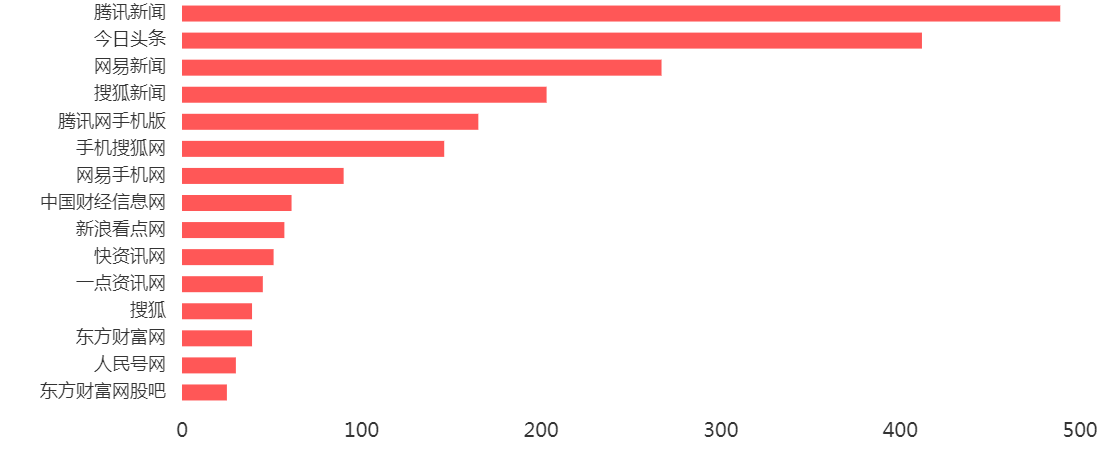 腾讯新闻
今日头条
网易新闻
搜狐新闻
腾讯网手机版
手机搜狐网
网易手机网
中国财经信息网
新浪看点网
快资讯网
一点资讯网
搜狐
东方财富网
人民号网
东方财富网股吧
0 100 200 300 400 500